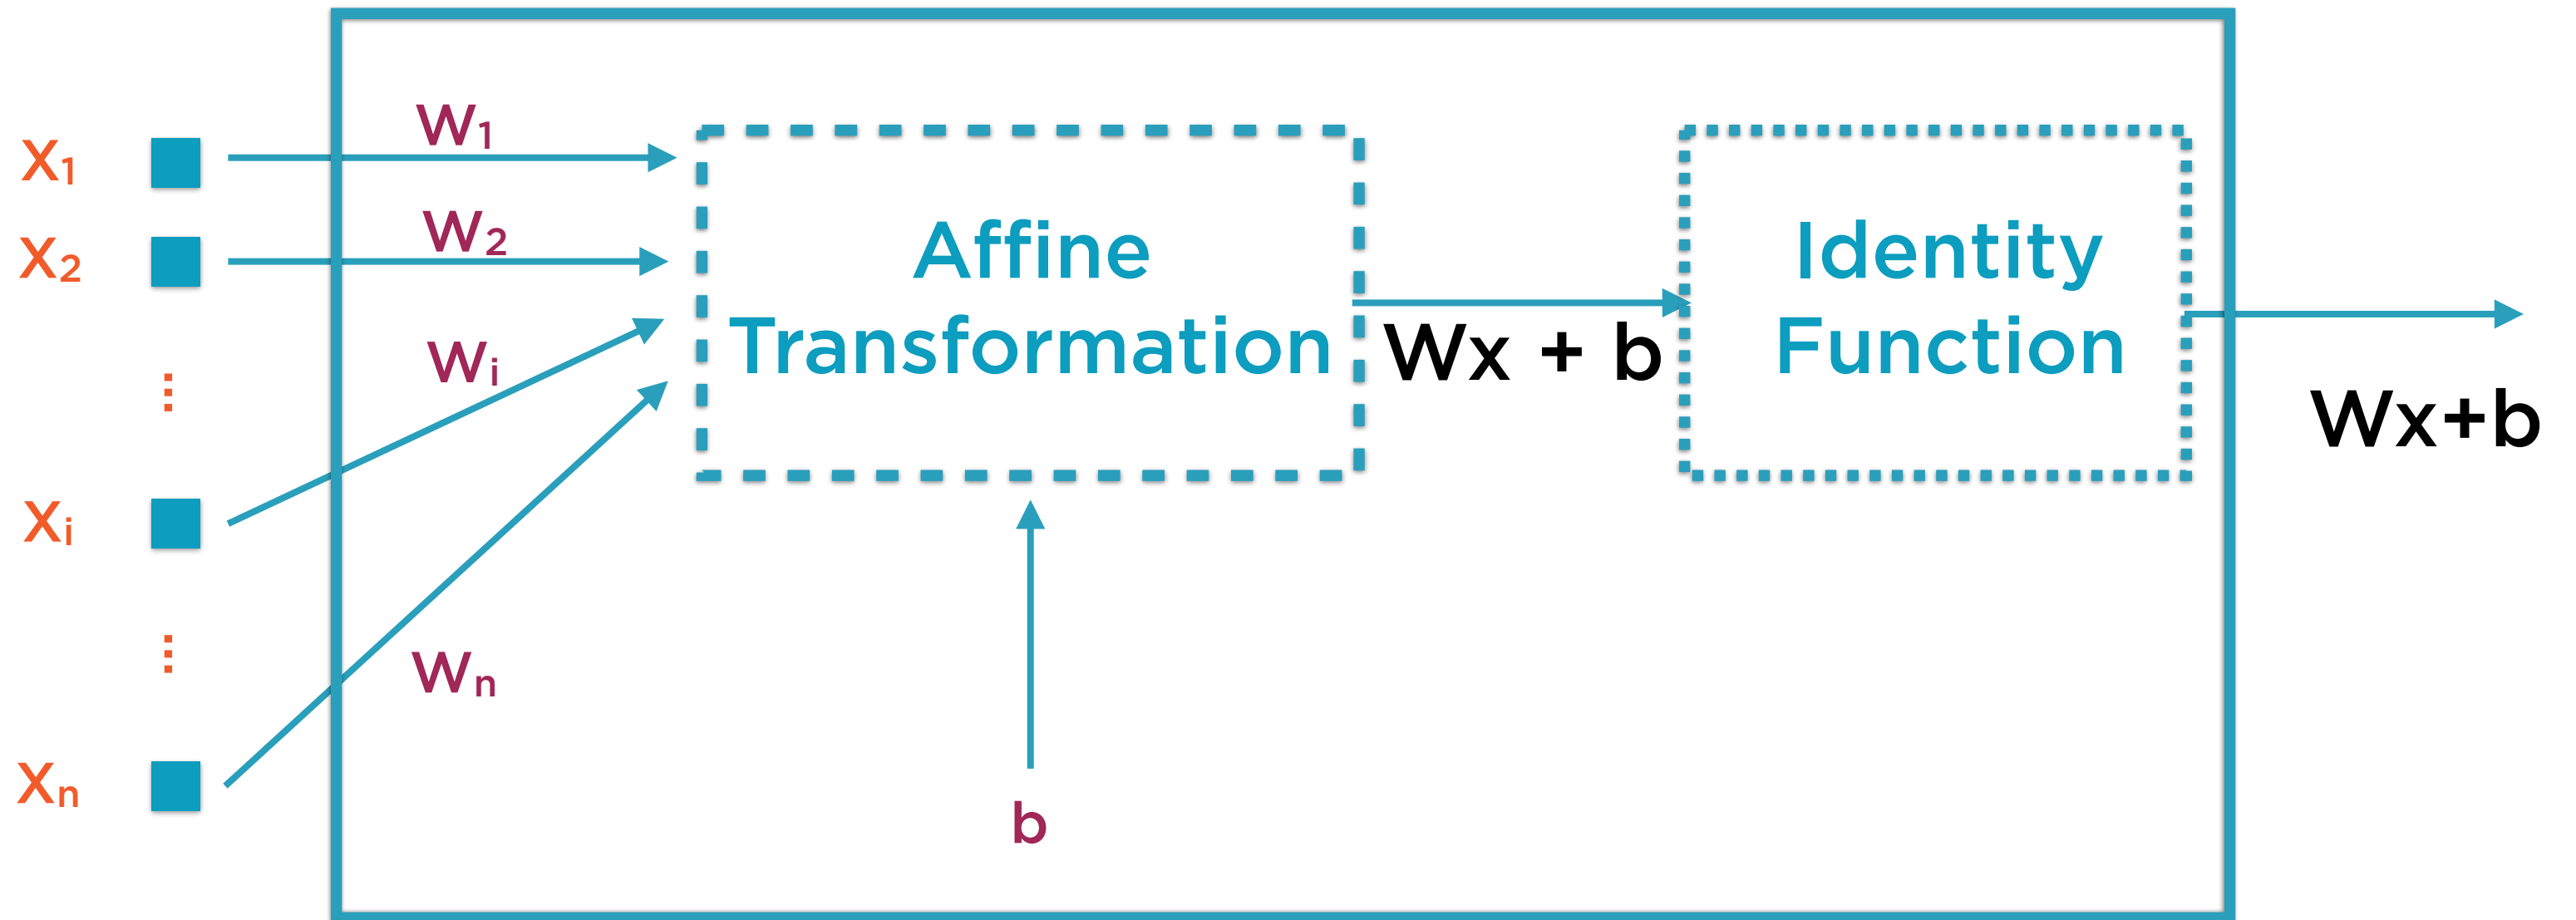 X₁
X₂
⋮
Xᵢ
⋮
Xₙ
W₁
W₂
Wᵢ
Wₙ
Affine
Transformation
b
Wx + b
Identity
Function
Wx+b